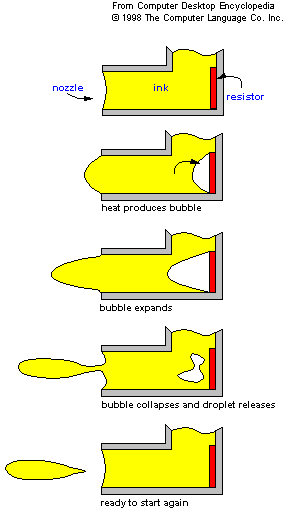 From Computer Desktop Encyclopedia
© 1998 The Computer Language Co. Inc.
nozzle
ink
resistor
heat produces bubble
bubble expands
bubble collapses and droplet releases
ready to start again